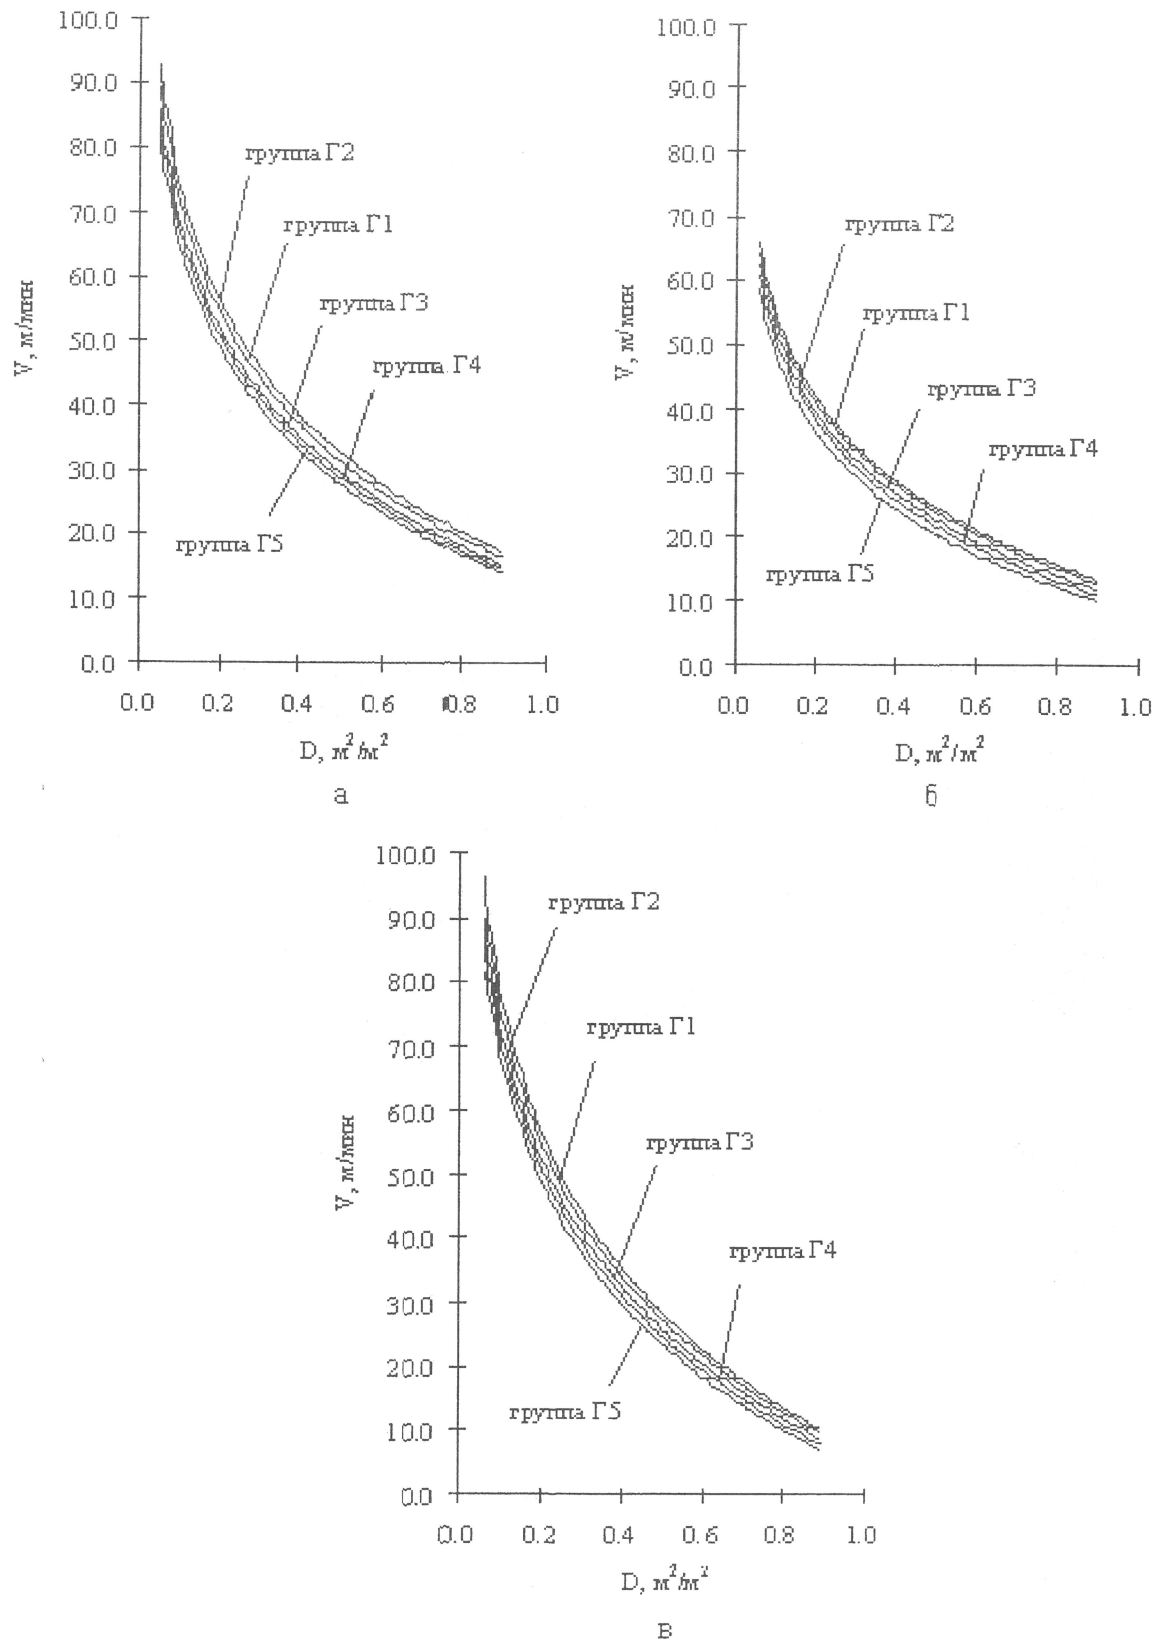 100.0
90.0
80.0
70.0
60.0
50.0
40.0
30.0
20.0
10.0
0.0
V, м/мин
группа Г2
группа Г1
группа Г3
группа Г4
группа Г5
0.0 0.2 0.4 0.6 0.8 1.0
D, м²/м²
а
100.0
90.0
80.0
70.0
60.0
50.0
40.0
30.0
20.0
10.0
0.0
V, м/мин
группа Г2
группа Г1
группа Г3
группа Г4
группа Г5
0.0 0.2 0.4 0.6 0.8 1.0
D, м²/м²
б
100.0
90.0
80.0
70.0
60.0
50.0
40.0
30.0
20.0
10.0
0.0
V, м/мин
группа Г2
группа Г1
группа Г3
группа Г4
группа Г5
0.0 0.2 0.4 0.6 0.8 1.0
D, м²/м²
в